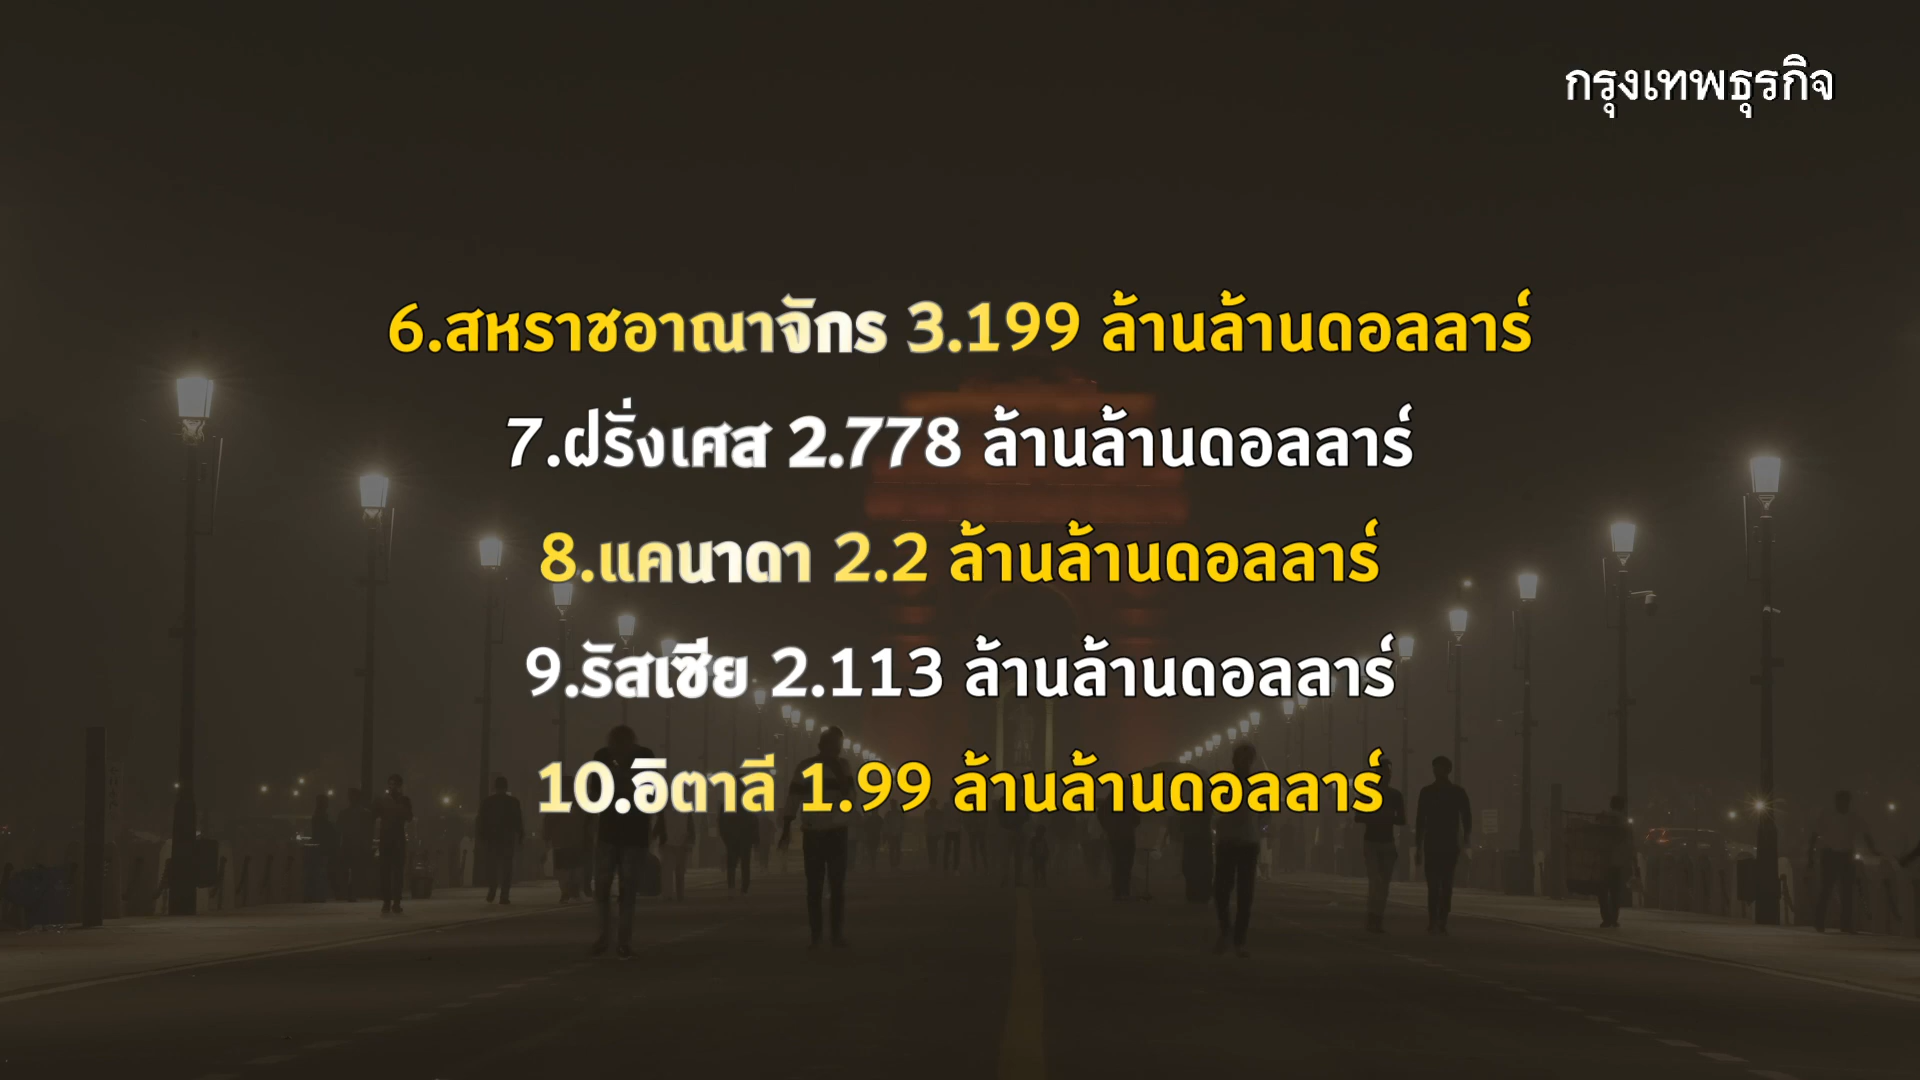 กรุงเทพธุรกิจ
6.สหราชอาณาจักร 3.199 ล้านล้านดอลลาร์
7.ฝรั่งเศส 2.778 ล้านล้านดอลลาร์
8.แคนาดา 2.2 ล้านล้านดอลลาร์
9.รัสเซีย 2.113 ล้านล้านดอลลาร์
10.อิตาลี 1.99 ล้านล้านดอลลาร์